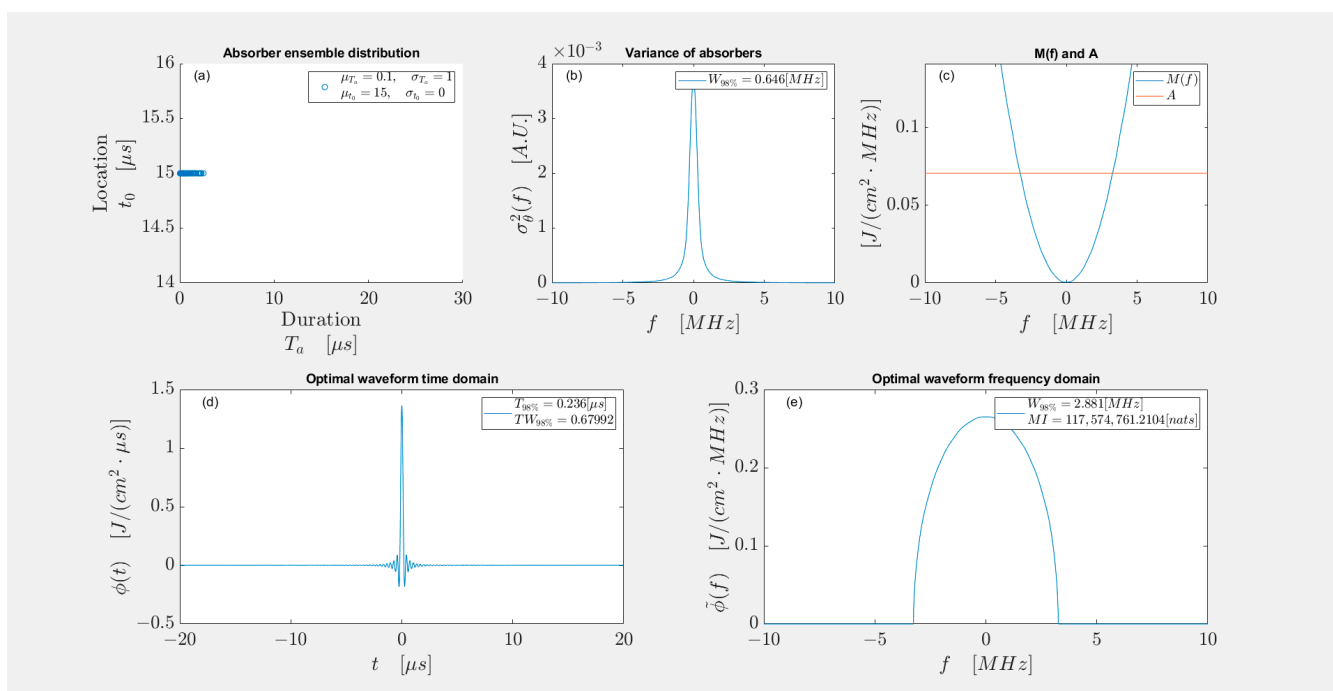 Absorber ensemble distribution
(a)
μ_{T_a} = 0.1, σ_{T_a} = 1
μ_{t_0} = 15, σ_{t_0} = 0
16
15.5
15
14.5
14
Location
t_0 [μs]
0 10 20 30
Duration
T_a [μs]
Variance of absorbers
×10^{-3}
(b)
W_{98%} = 0.646[MHz]
4
3
2
1
0
σ_θ^2(f) [A.U.]
−10 −5 0 5 10
f [MHz]
M(f) and A
(c)
M(f)
A
0.1
0.05
0
[J/(cm^2 · MHz)]
−10 −5 0 5 10
f [MHz]
Optimal waveform time domain
(d)
T_{98%} = 0.236[μs]
TW_{98%} = 0.67992
1.5
1
0.5
0
−0.5
φ(t) [J/(cm^2 · μs)]
−20 −10 0 10 20
t [μs]
Optimal waveform frequency domain
(e)
W_{98%} = 2.881[MHz]
MI = 117,574,761.2104[nats]
0.3
0.2
0.1
0
φ̃(f) [J/(cm^2 · MHz)]
−10 −5 0 5 10
f [MHz]